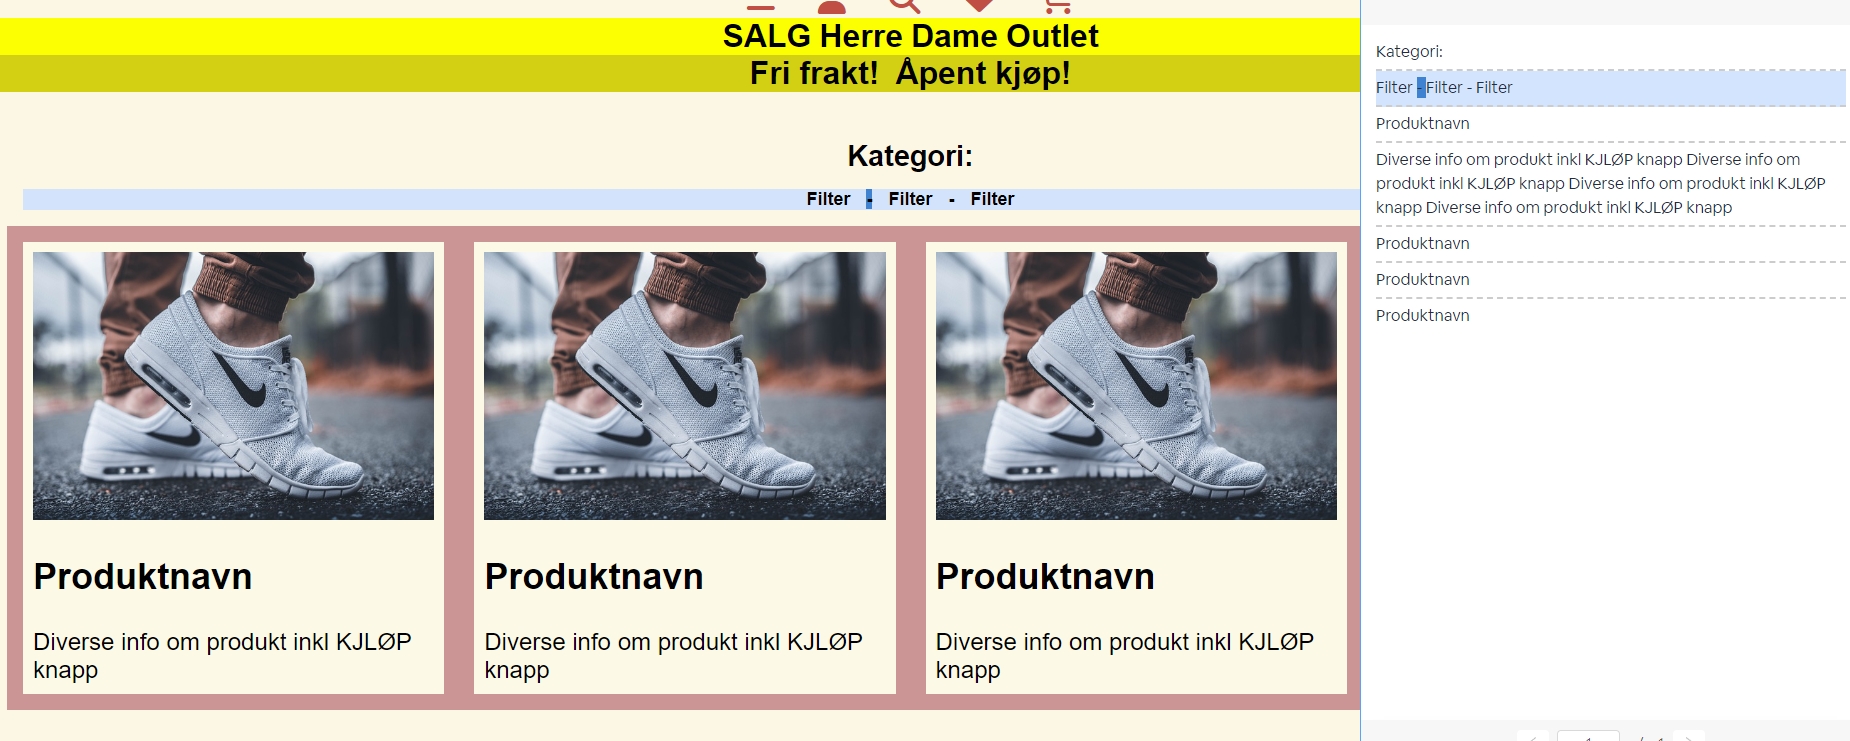 SALG Herre Dame Outlet
Fri frakt!  Åpent kjøp!
Kategori:
Filter - Filter - Filter
Produktnavn
Diverse info om produkt inkl KJLØP
knapp
Produktnavn
Diverse info om produkt inkl KJLØP
knapp
Produktnavn
Diverse info om produkt inkl KJLØP
knapp
Kategori:
Filter - Filter - Filter
Produktnavn
Diverse info om produkt inkl KJLØP knapp Diverse info om
produkt inkl KJLØP knapp Diverse info om produkt inkl KJLØP
knapp Diverse info om produkt inkl KJLØP knapp
Produktnavn
Produktnavn
Produktnavn